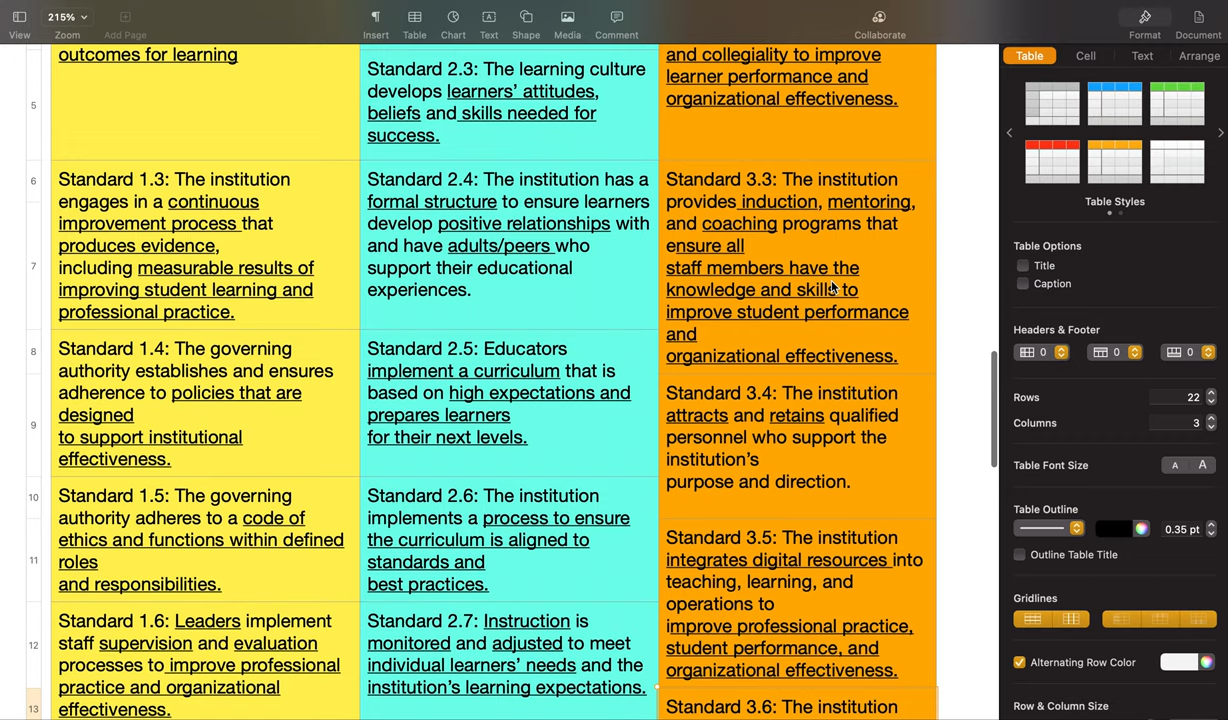 215%
View
Zoom
Add Page
Insert
Table
Chart
Text
Shape
Media
Comment
Collaborate
Format
Document
5
6
7
8
9
10
11
12
13
outcomes for learning
Standard 1.3: The institution
engages in a continuous
improvement process that
produces evidence,
including measurable results of
improving student learning and
professional practice.
Standard 1.4: The governing
authority establishes and ensures
adherence to policies that are
designed
to support institutional
effectiveness.
Standard 1.5: The governing
authority adheres to a code of
ethics and functions within defined
roles
and responsibilities.
Standard 1.6: Leaders implement
staff supervision and evaluation
processes to improve professional
practice and organizational
effectiveness.
Standard 2.3: The learning culture
develops learners’ attitudes,
beliefs and skills needed for
success.
Standard 2.4: The institution has a
formal structure to ensure learners
develop positive relationships with
and have adults/peers who
support their educational
experiences.
Standard 2.5: Educators
implement a curriculum that is
based on high expectations and
prepares learners
for their next levels.
Standard 2.6: The institution
implements a process to ensure
the curriculum is aligned to
standards and
best practices.
Standard 2.7: Instruction is
monitored and adjusted to meet
individual learners’ needs and the
institution’s learning expectations.
and collegiality to improve
learner performance and
organizational effectiveness.
Standard 3.3: The institution
provides induction, mentoring,
and coaching programs that
ensure all
staff members have the
knowledge and skills to
improve student performance
and
organizational effectiveness.
Standard 3.4: The institution
attracts and retains qualified
personnel who support the
institution’s
purpose and direction.
Standard 3.5: The institution
integrates digital resources into
teaching, learning, and
operations to
improve professional practice,
student performance, and
organizational effectiveness.
Standard 3.6: The institution
Table
Cell
Text
Arrange
Table Styles
Table Options
Title
Caption
Headers & Footer
0
0
0
Rows
22
Columns
3
Table Font Size
A
A
Table Outline
0.35 pt
Outline Table Title
Gridlines
Alternating Row Color
Row & Column Size